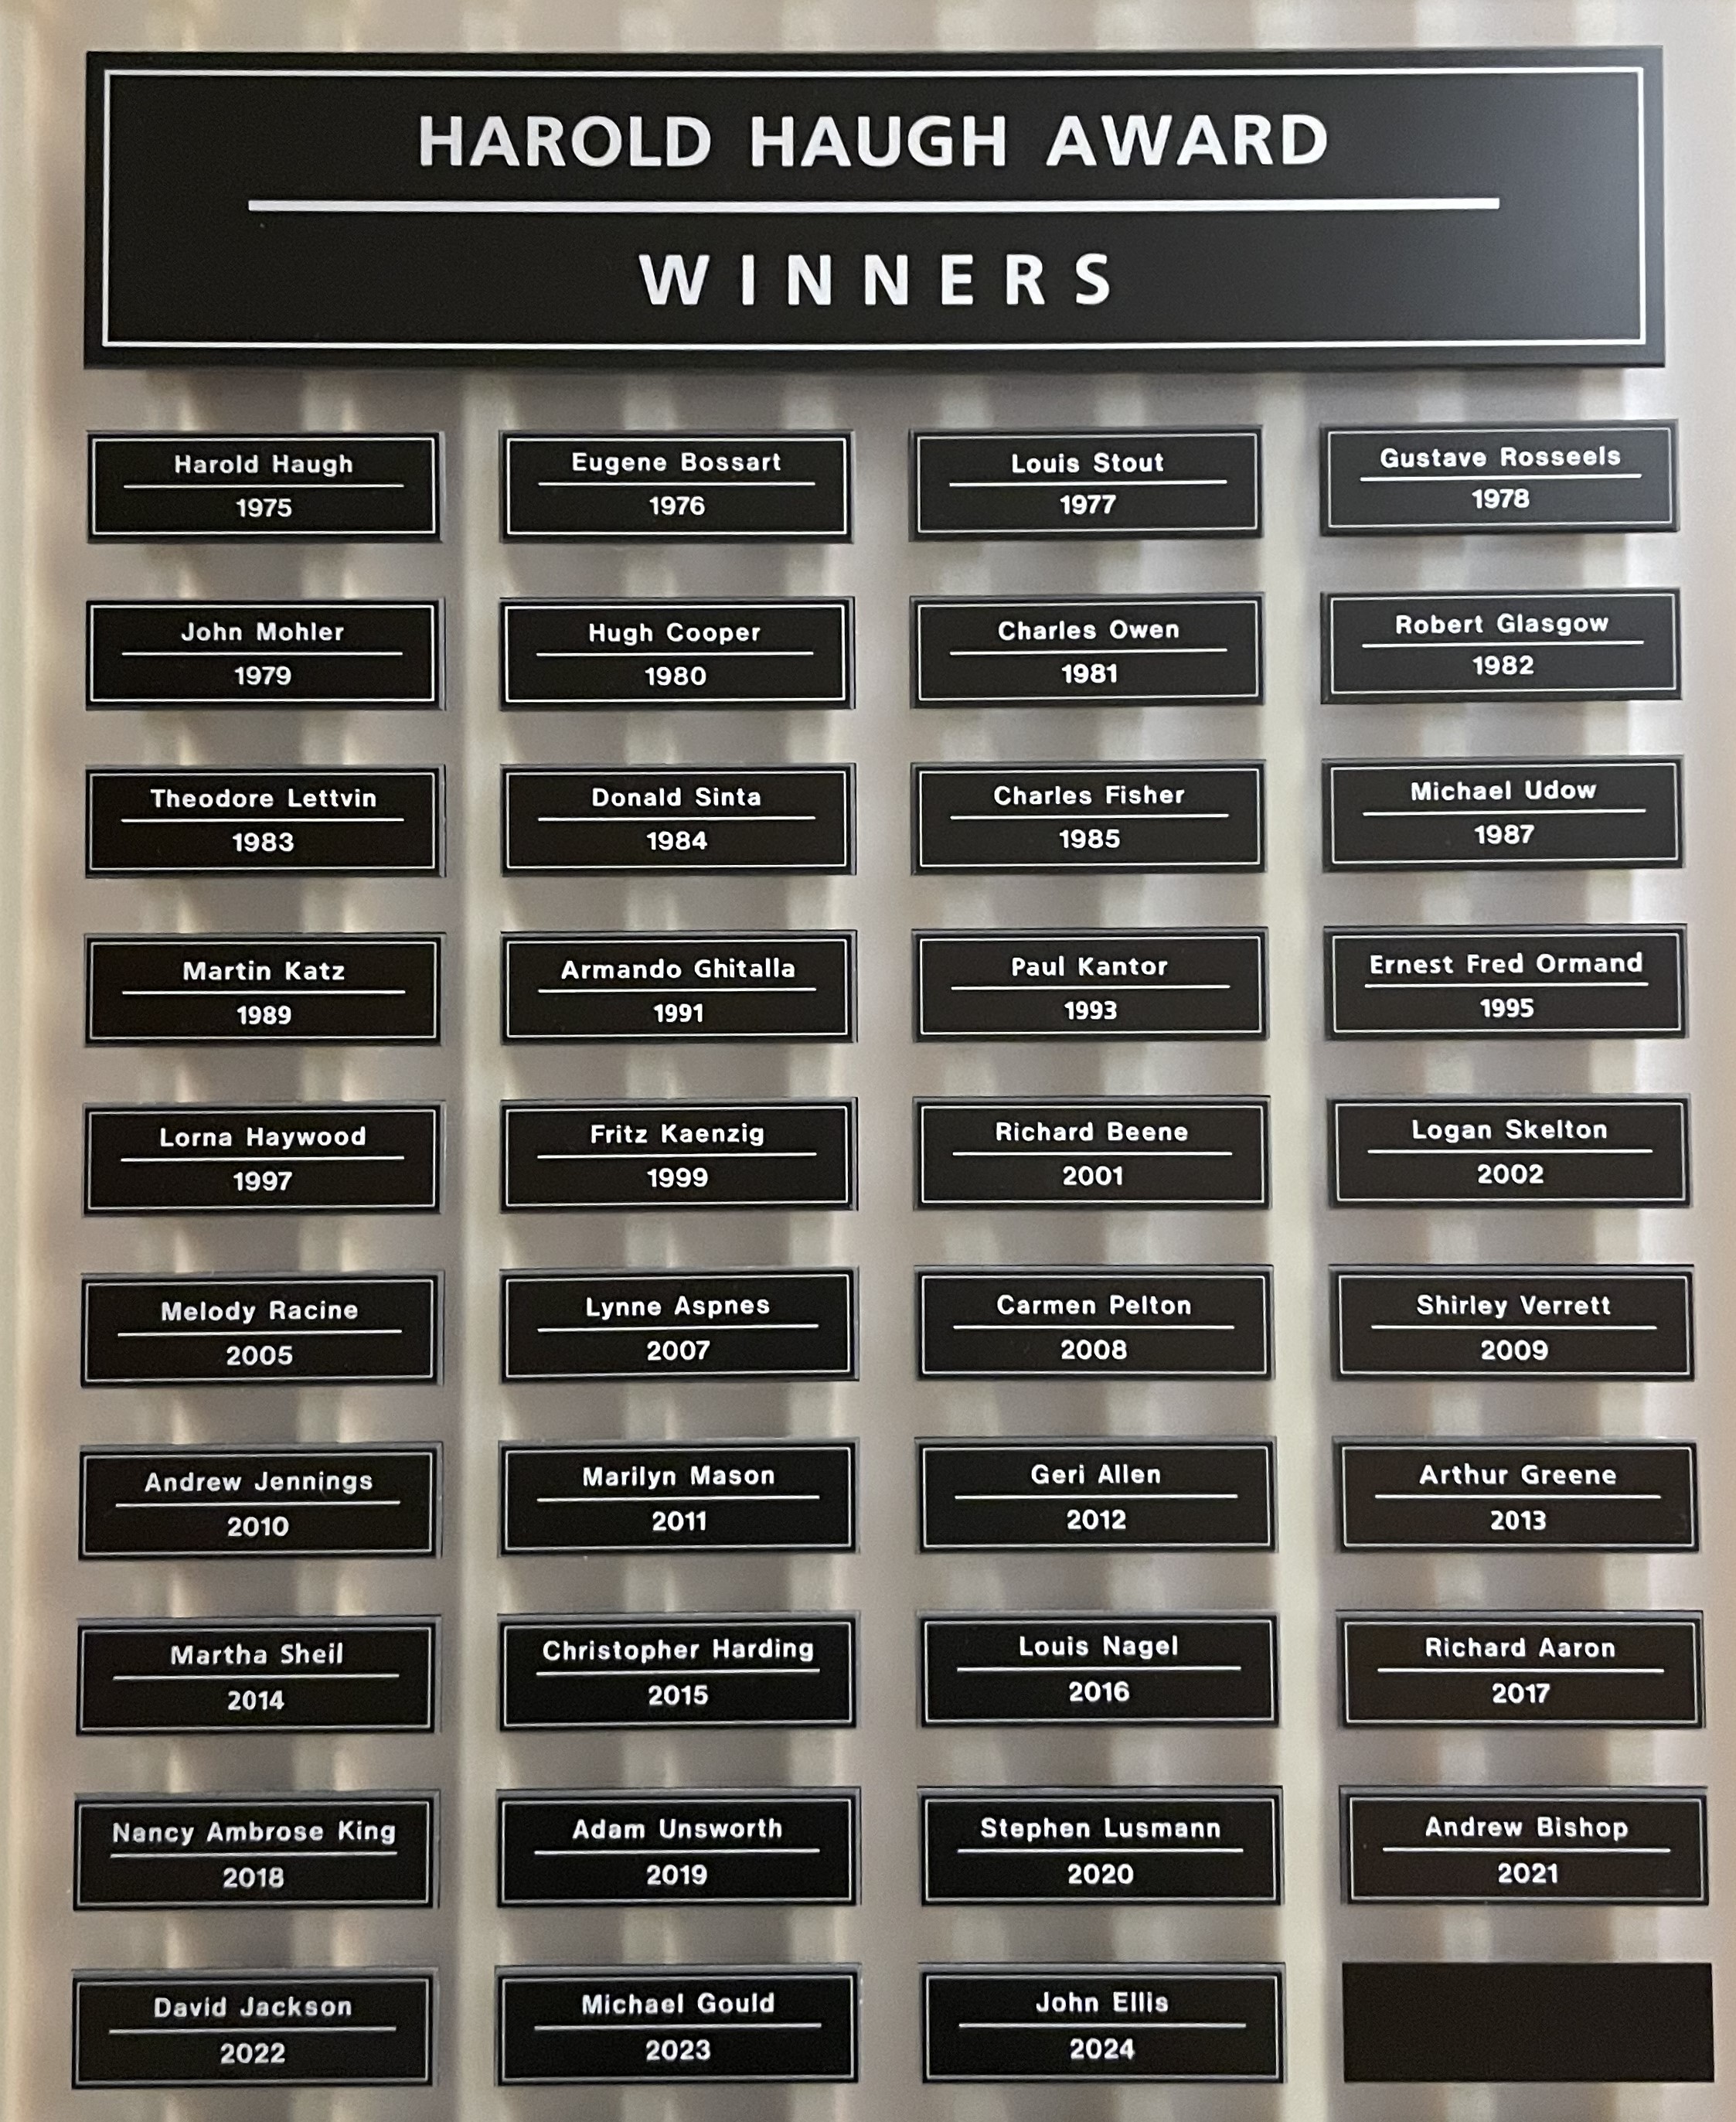 HAROLD HAUGH AWARD
WINNERS
Harold Haugh
1975
Eugene Bossart
1976
Louis Stout
1977
Gustave Rosseels
1978
John Mohler
1979
Hugh Cooper
1980
Charles Owen
1981
Robert Glasgow
1982
Theodore Lettvin
1983
Donald Sinta
1984
Charles Fisher
1985
Michael Udow
1987
Martin Katz
1989
Armando Ghitalla
1991
Paul Kantor
1993
Ernest Fred Ormand
1995
Lorna Haywood
1997
Fritz Kaenzig
1999
Richard Beene
2001
Logan Skelton
2002
Melody Racine
2005
Lynne Aspnes
2007
Carmen Pelton
2008
Shirley Verrett
2009
Andrew Jennings
2010
Marilyn Mason
2011
Geri Allen
2012
Arthur Greene
2013
Martha Sheil
2014
Christopher Harding
2015
Louis Nagel
2016
Richard Aaron
2017
Nancy Ambrose King
2018
Adam Unsworth
2019
Stephen Lusmann
2020
Andrew Bishop
2021
David Jackson
2022
Michael Gould
2023
John Ellis
2024